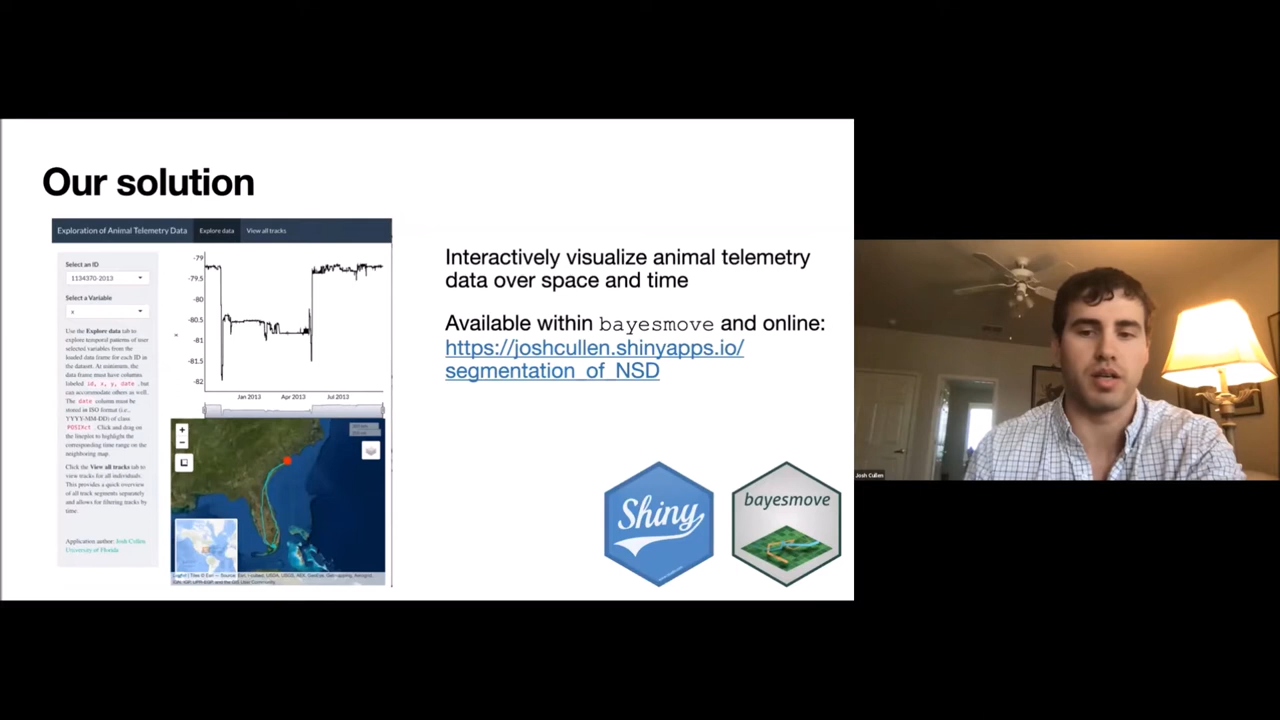 Our solution
Exploration of Animal Telemetry Data
Explore data
View all tracks
Select an ID
1134370-2013
Select a Variable
x
Use the Explore data tab to
explore temporal patterns of user
selected variables from the
loaded data frame for each ID in
the dataset. At minimum, the
data frame must have columns
labeled id, x, y, date, but
can accommodate others as well.
The date column must be
stored in ISO format (i.e.,
YYYY-MM-DD) of class
POSIXct. Click and drag on
the lineplot to highlight the
corresponding time range on the
neighboring map.
Click the View all tracks tab to
view tracks for all individuals.
This provides a quick overview
of all track segments separately
and allows for filtering tracks by
time
Application author: Josh Cullen
University of Florida
-79
-79.5
-80
-80.5
-81
-81.5
-82
x
Jan 2013
Apr 2013
Jul 2013
+
−
Interactively visualize animal telemetry
data over space and time
Available within bayesmove and online:
https://joshcullen.shinyapps.io/
segmentation_of_NSD
Shiny
bayesmove
Josh Cullen